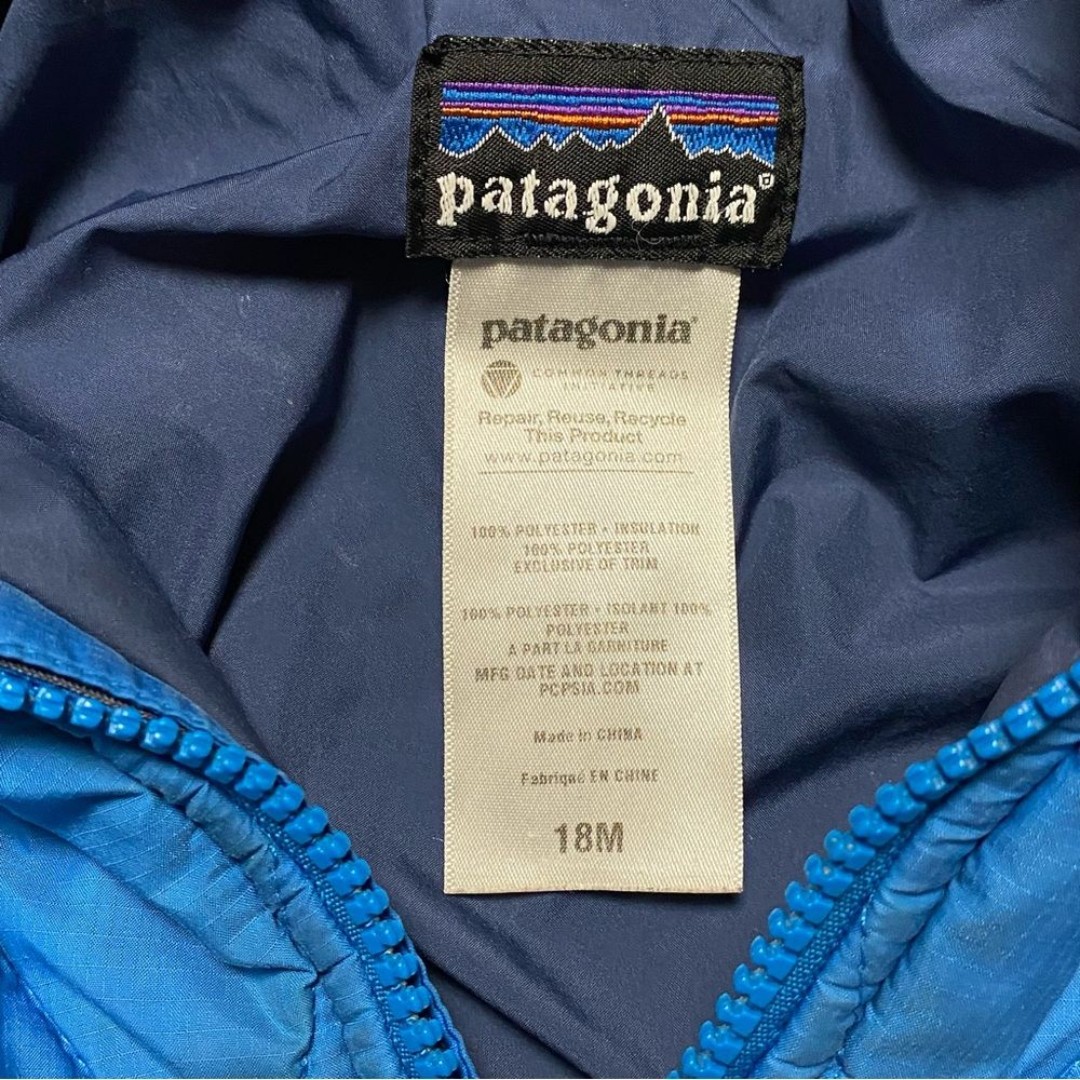 patagonia®
patagonia®
COMMON THREADS
INITIATIVE
Repair, Reuse, Recycle
This Product
www.patagonia.com
100% POLYESTER • INSULATION
100% POLYESTER
EXCLUSIVE OF TRIM
100% POLYESTER • ISOLANT 100%
POLYESTER
A PART LA GARNITURE
MFG DATE AND LOCATION AT
PCPSIA.COM
Made in CHINA
Fabriqué EN CHINE
18M